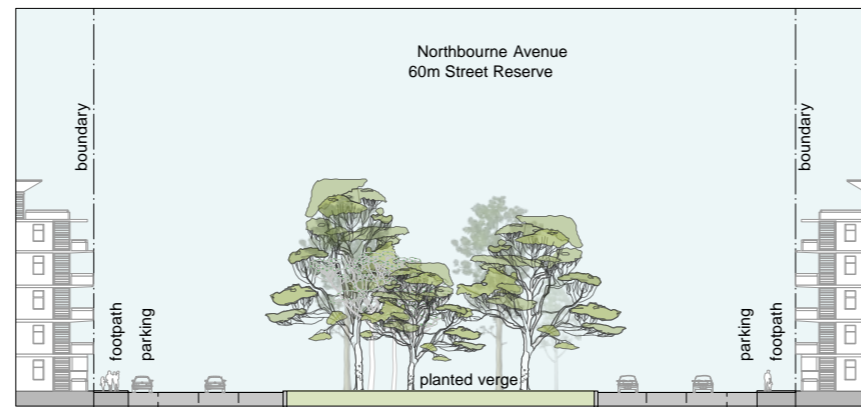 Northbourne Avenue
60m Street Reserve
boundary
boundary
footpath
parking
planted verge
parking
footpath